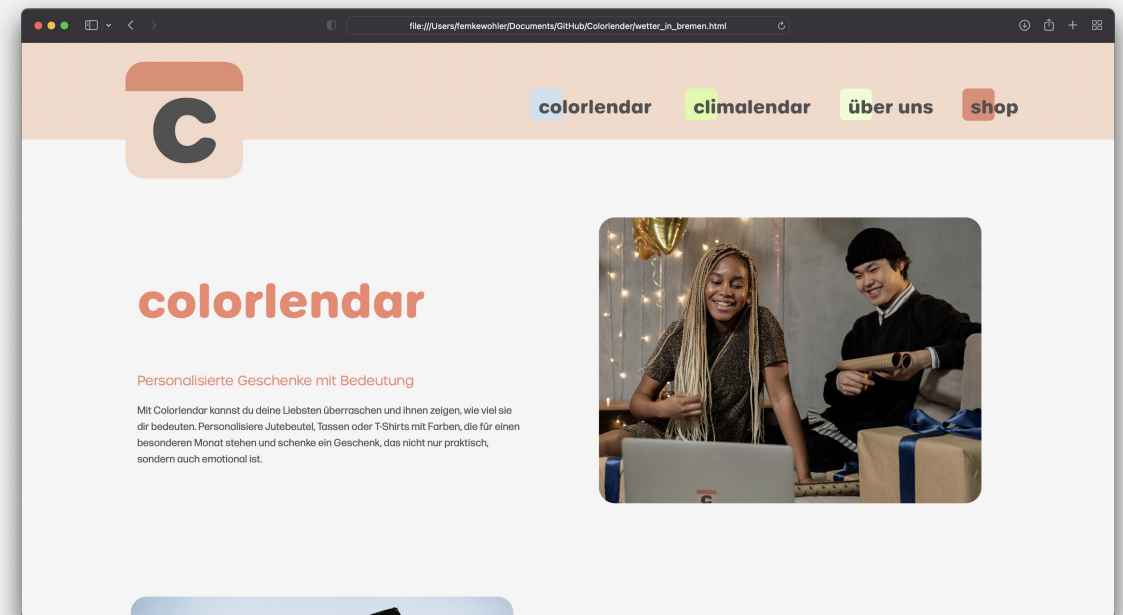 file:///Users/femkewohler/Documents/GitHub/Colorlender/wetter_in_bremen.html
c
colorlendar climalendar über uns shop
colorlendar
Personalisierte Geschenke mit Bedeutung
Mit Colorlendar kannst du deine Liebsten überraschen und ihnen zeigen, wie viel sie
dir bedeuten. Personalisiere Jutebeutel, Tassen oder T-Shirts mit Farben, die für einen
besonderen Monat stehen und schenke ein Geschenk, das nicht nur praktisch,
sondern auch emotional ist.
c